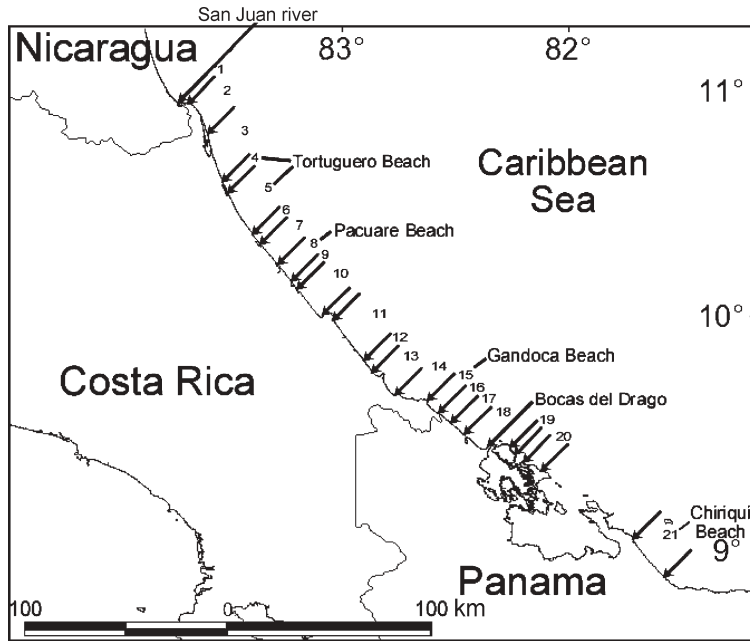 San Juan river
Nicaragua
83°
82°
11°
1
2
3
4
Tortuguero Beach
5
Caribbean
Sea
6
7
8
Pacuare Beach
9
10
10°
11
12
13
14
15
Gandoca Beach
16
17
18
Bocas del Drago
19
20
Costa Rica
21
Chiriqui
Beach
9°
Panama
100
0
100 km